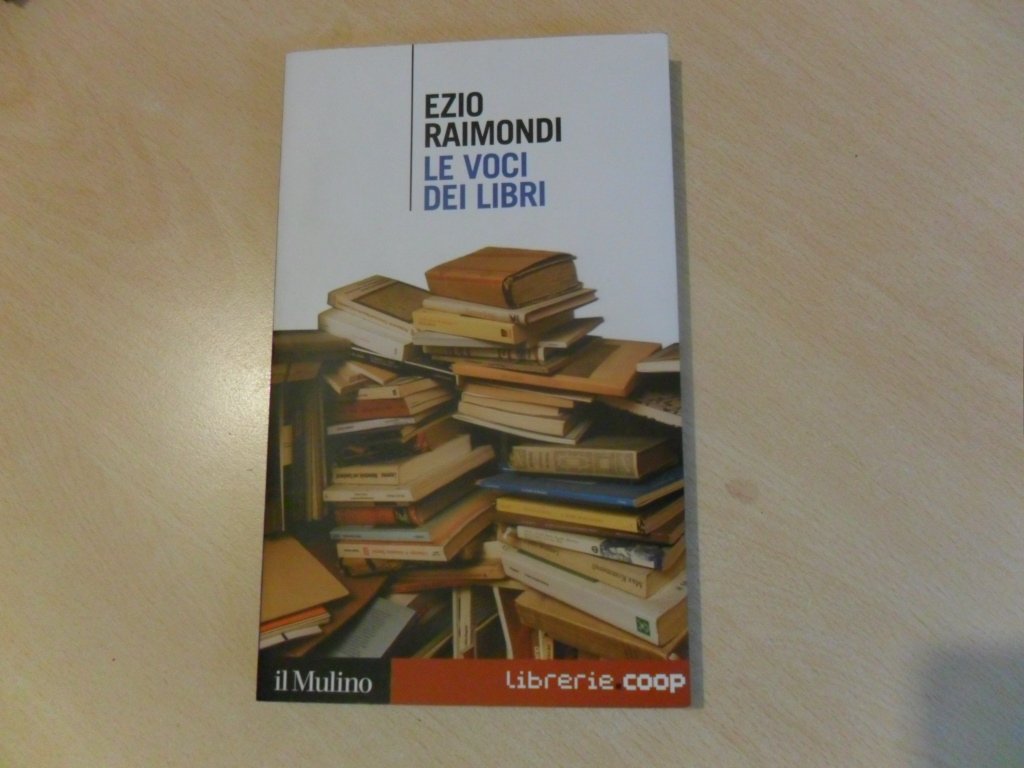 EZIO
RAIMONDI
LE VOCI
DEI LIBRI
il Mulino
librerie.coop